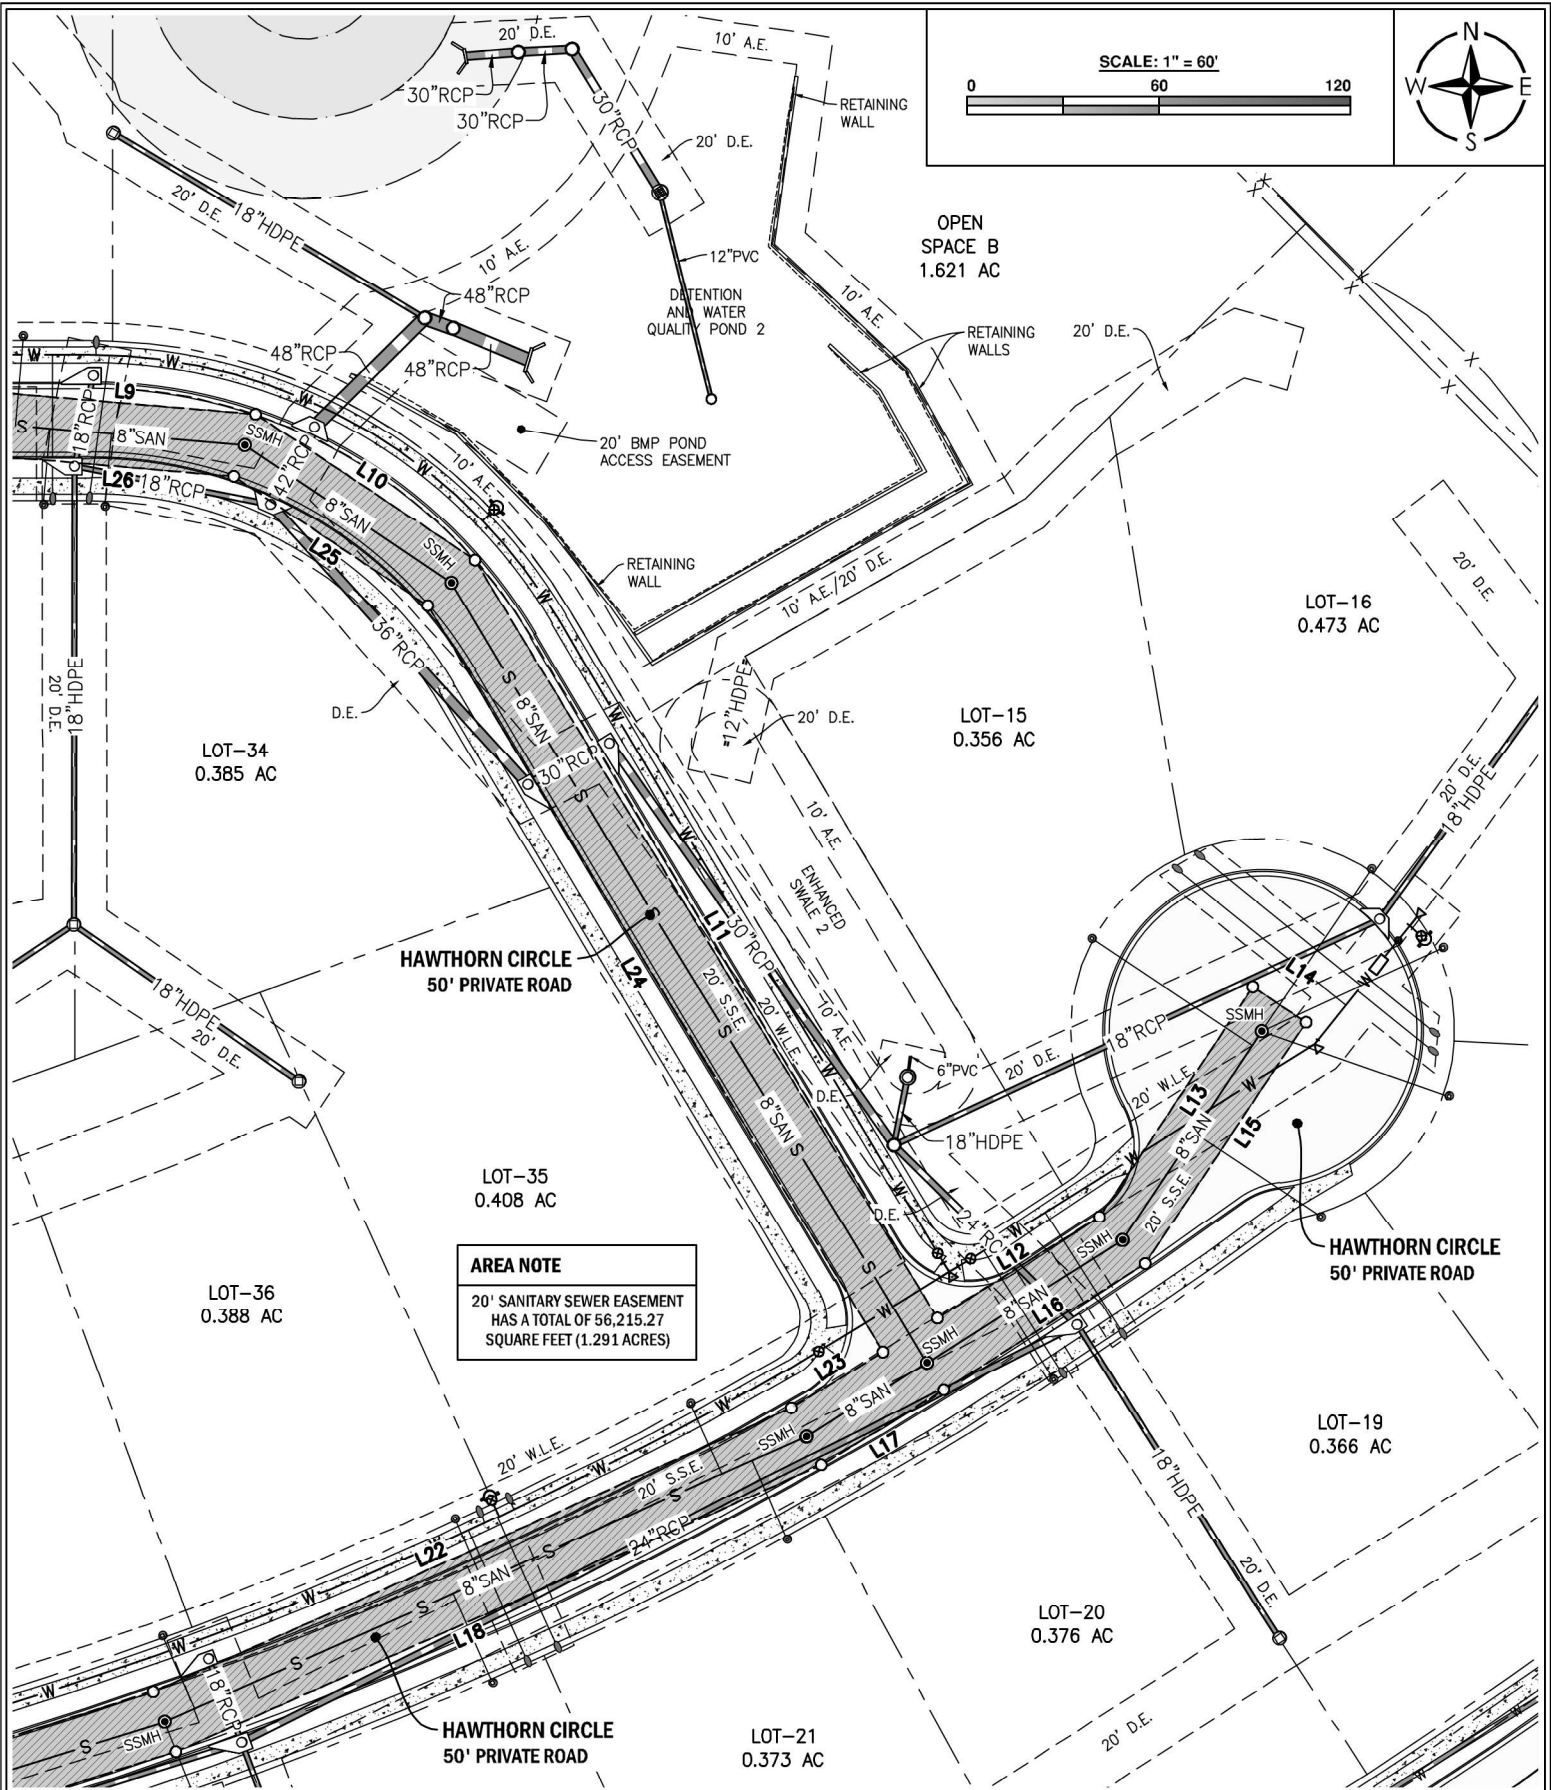 20' D.E.
10' A.E.
SCALE: 1" = 60'
0 60 120
N
W E
S
30"RCP
30"RCP
30"RCP
RETAINING
WALL
20' D.E.
20' D.E.
18"HDPE
10' A.E.
12"PVC
OPEN
SPACE B
1.621 AC
X
X
X
X
X
X
48"RCP
DETENTION
AND WATER
QUALITY POND 2
10' A.E.
RETAINING
WALLS
20' D.E.
48"RCP
48"RCP
W
W
W
L9
18"RCP
S
8"SAN
SSMH
42"RCP
L10
W
10' A.E.
20' BMP POND
ACCESS EASEMENT
L26
18"RCP
8"SAN
L25
SSMH
RETAINING
WALL
W
10' A.E./20' D.E.
20' D.E.
LOT-16
0.473 AC
36"RCP
D.E.
20' D.E.
18"HDPE
S
8"SAN
W
"12"HDPE"
20' D.E.
LOT-15
0.356 AC
LOT-34
0.385 AC
30"RCP
S
W
10' A.E.
20' D.E.
18"HDPE
ENHANCED
SWALE 2
S
L11
30"RCP
HAWTHORN CIRCLE
50' PRIVATE ROAD
L24
20' S.S.E.
20' W.L.E.
10' A.E.
S
L14
W
SSMH
18"RCP
18"HDPE
20' D.E.
W
6"PVC
D.E.
20' D.E.
20' W.L.E.
W
L13
8"SAN
L15
8"SAN
S
18"HDPE
W
20' S.S.E.
LOT-35
0.408 AC
W
D.E.
24"RCP
W
L12
SSMH
HAWTHORN CIRCLE
50' PRIVATE ROAD
AREA NOTE
20' SANITARY SEWER EASEMENT
HAS A TOTAL OF 56,215.27
SQUARE FEET (1.291 ACRES)
S
W
8"SAN
L16
LOT-36
0.388 AC
SSMH
L23
8"SAN
W
SSMH
L17
LOT-19
0.366 AC
20' W.L.E.
W
20' S.S.E.
S
18"HDPE
24"RCP
S
L22
8"SAN
W
S
L18
20' D.E.
LOT-20
0.376 AC
W
S
18"RCP
W
SSMH
S
HAWTHORN CIRCLE
50' PRIVATE ROAD
LOT-21
0.373 AC
20' D.E.
W
W